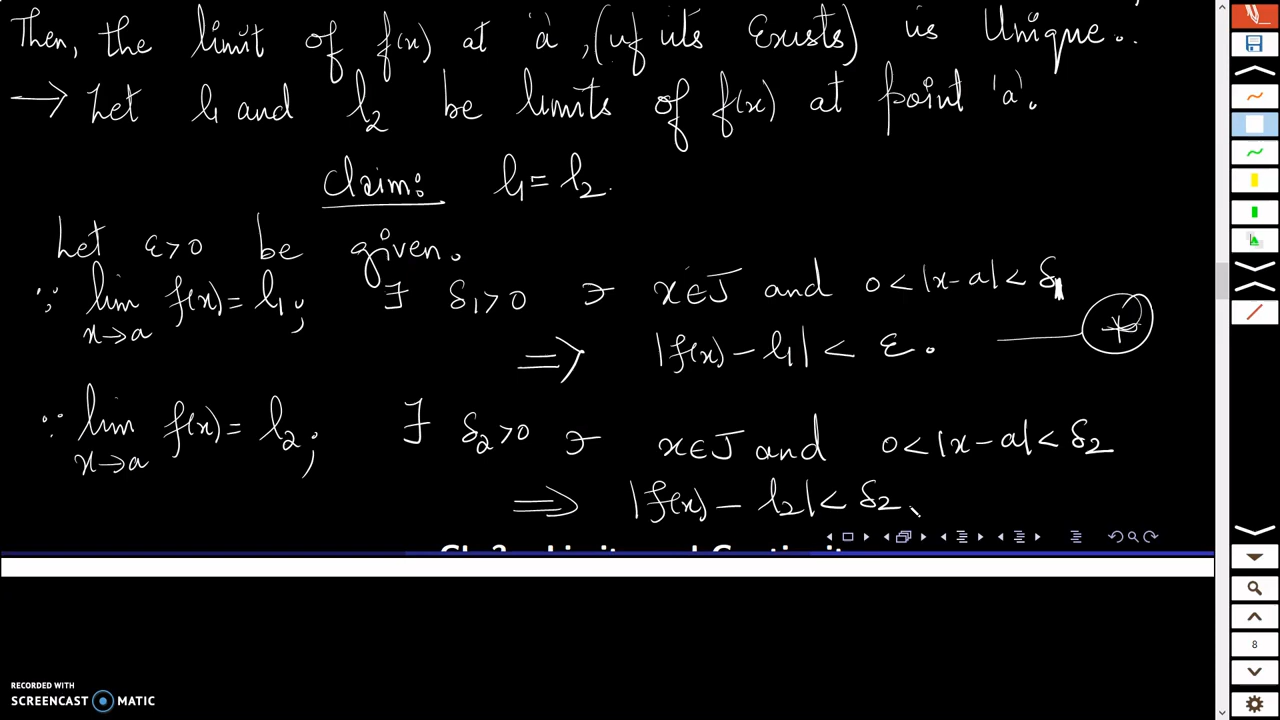 Then, the limit of f(x) at 'a', (if its Exists) is Unique.
→ Let l1 and l2 be limits of f(x) at point 'a'.
Claim: l1 = l2.
Let ε > 0 be given.
∵ lim x→a f(x) = l1; ∃ δ1 > 0 ∋ x ∈ J and 0 < |x - a| < δ1
⟹ |f(x) - l1| < ε. *
∵ lim x→a f(x) = l2; ∃ δ2 > 0 ∋ x ∈ J and 0 < |x - a| < δ2
⟹ |f(x) - l2| < δ2
8
RECORDED WITH
SCREENCAST MATIC